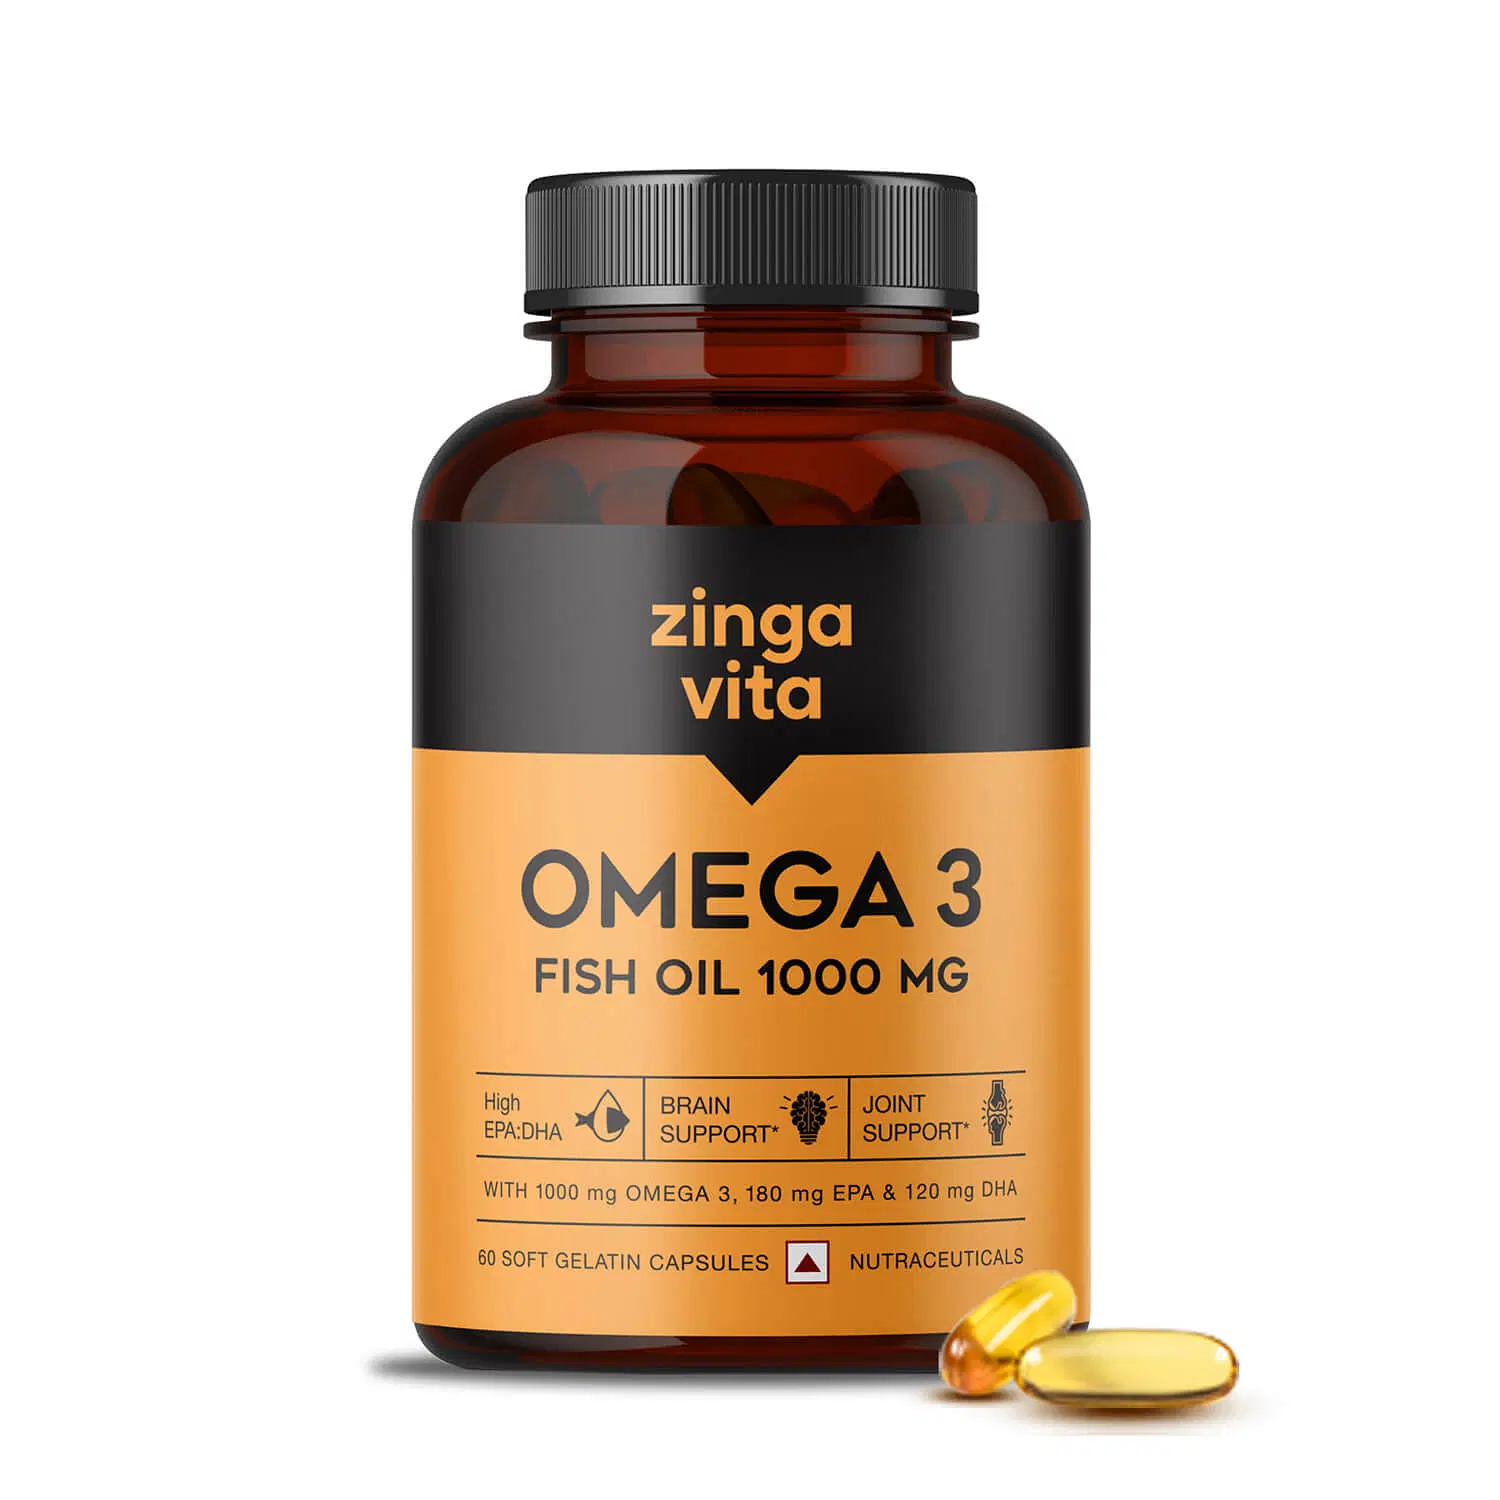 zinga
vita
OMEGA 3
FISH OIL 1000 MG
High
EPA:DHA
BRAIN
SUPPORT*
JOINT
SUPPORT*
WITH 1000 mg OMEGA 3, 180 mg EPA & 120 mg DHA
60 SOFT GELATIN CAPSULES NUTRACEUTICALS